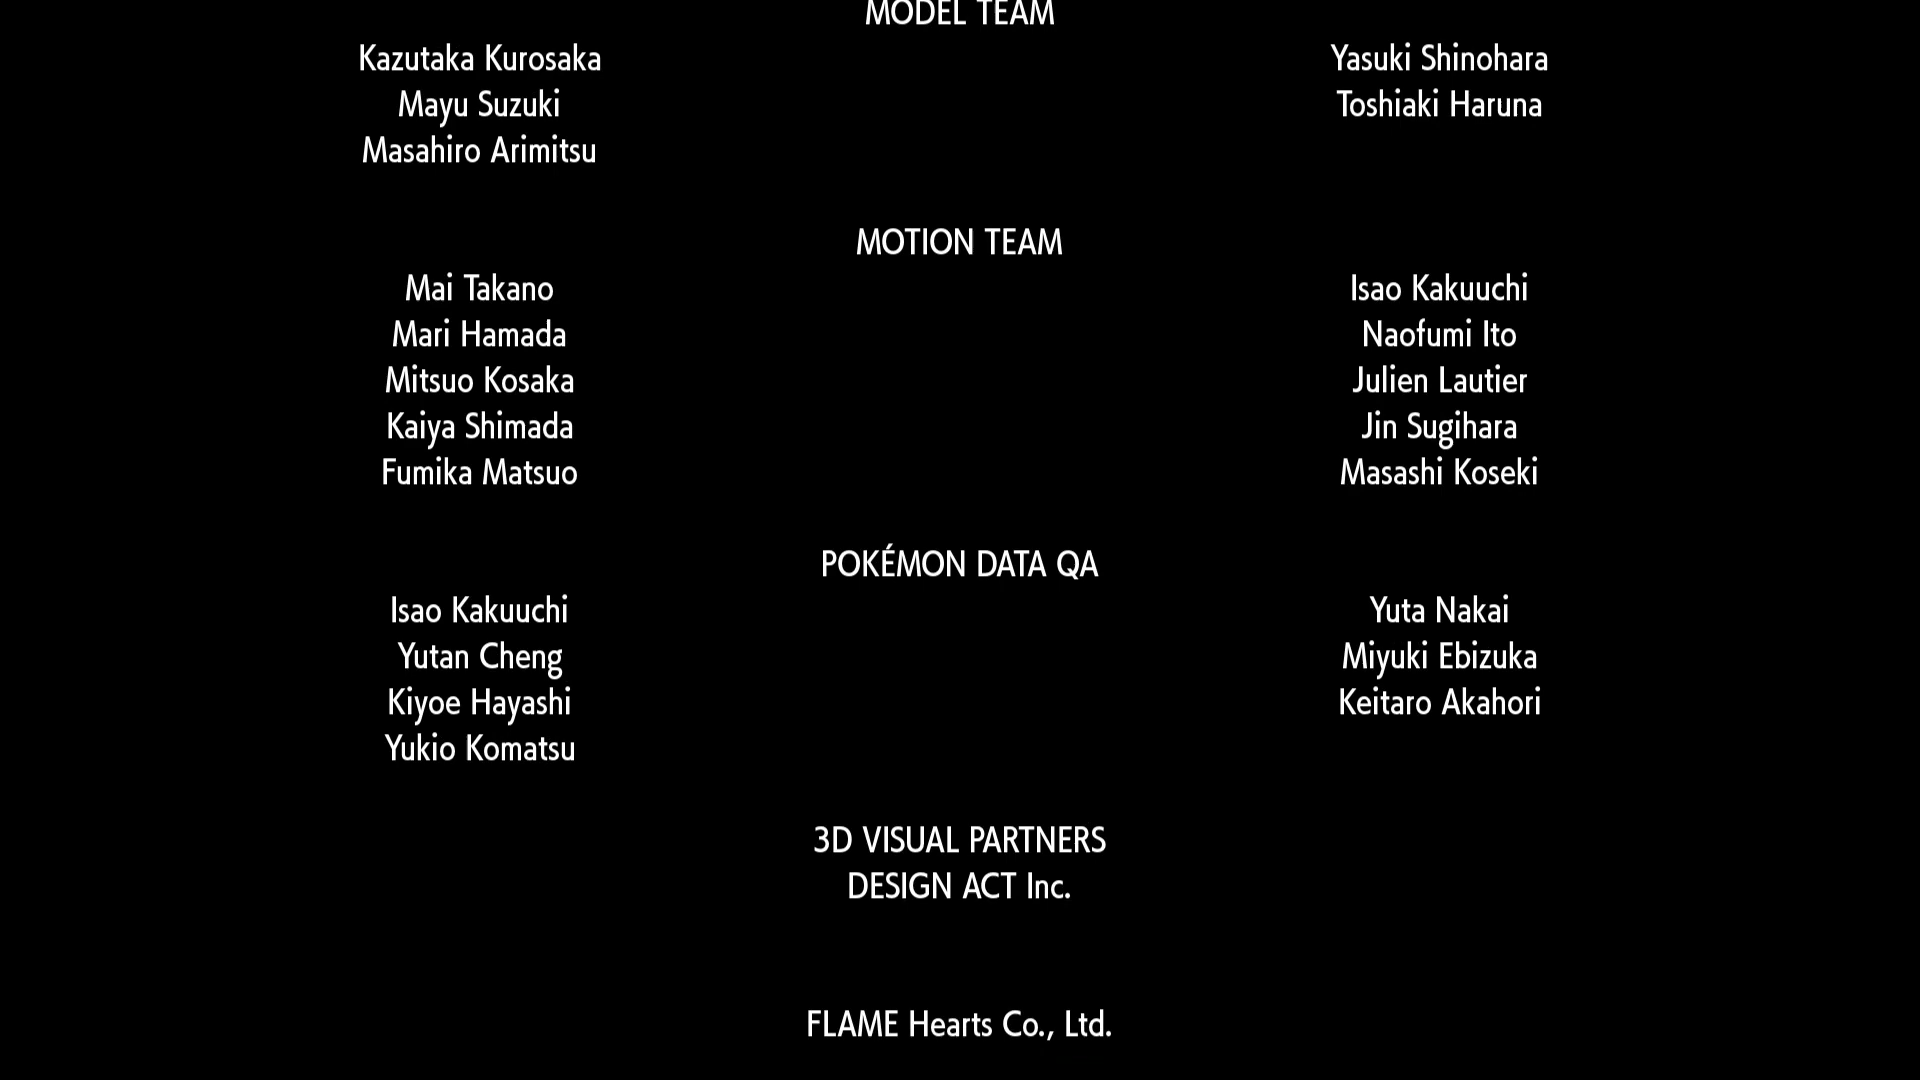 MODEL TEAM
Kazutaka Kurosaka Yasuki Shinohara
Mayu Suzuki Toshiaki Haruna
Masahiro Arimitsu
MOTION TEAM
Mai Takano Isao Kakuuchi
Mari Hamada Naofumi Ito
Mitsuo Kosaka Julien Lautier
Kaiya Shimada Jin Sugihara
Fumika Matsuo Masashi Koseki
POKÉMON DATA QA
Isao Kakuuchi Yuta Nakai
Yutan Cheng Miyuki Ebizuka
Kiyoe Hayashi Keitaro Akahori
Yukio Komatsu
3D VISUAL PARTNERS
DESIGN ACT Inc.
FLAME Hearts Co., Ltd.